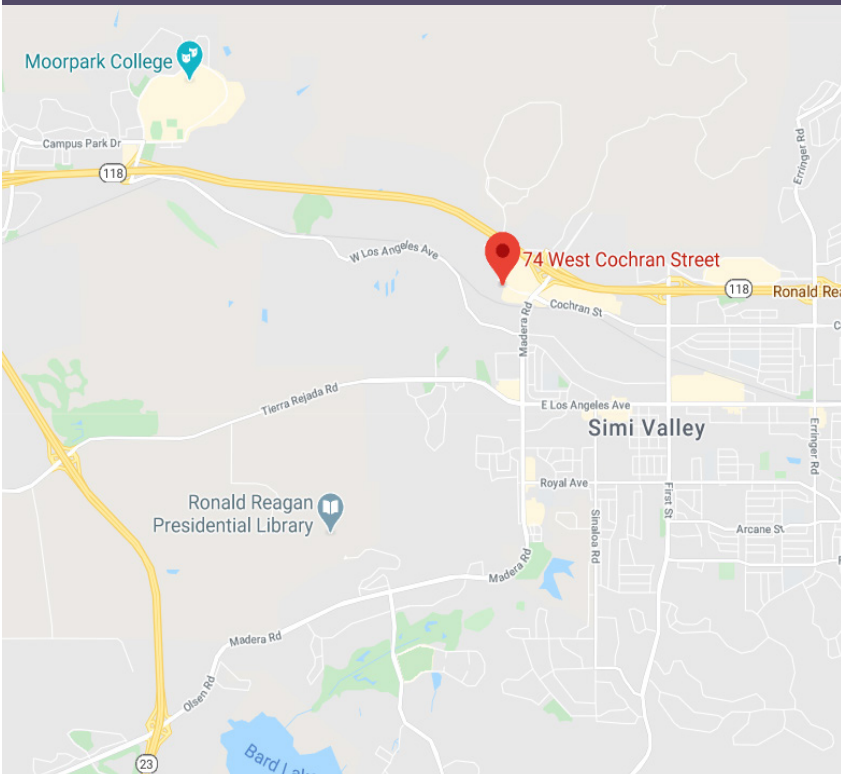 Moorpark College
Campus Park Dr
118
Erringer Rd
W Los Angeles Ave
74 West Cochran Street
118
Ronald Rea
Cochran St
C
Madera Rd
Tierra Rejada Rd
E Los Angeles Ave
Simi Valley
Erringer Rd
Ronald Reagan
Presidential Library
Royal Ave
First St
Sinaloa Rd
Arcane St
Madera Rd
Madera Rd
Olsen Rd
Bard
23